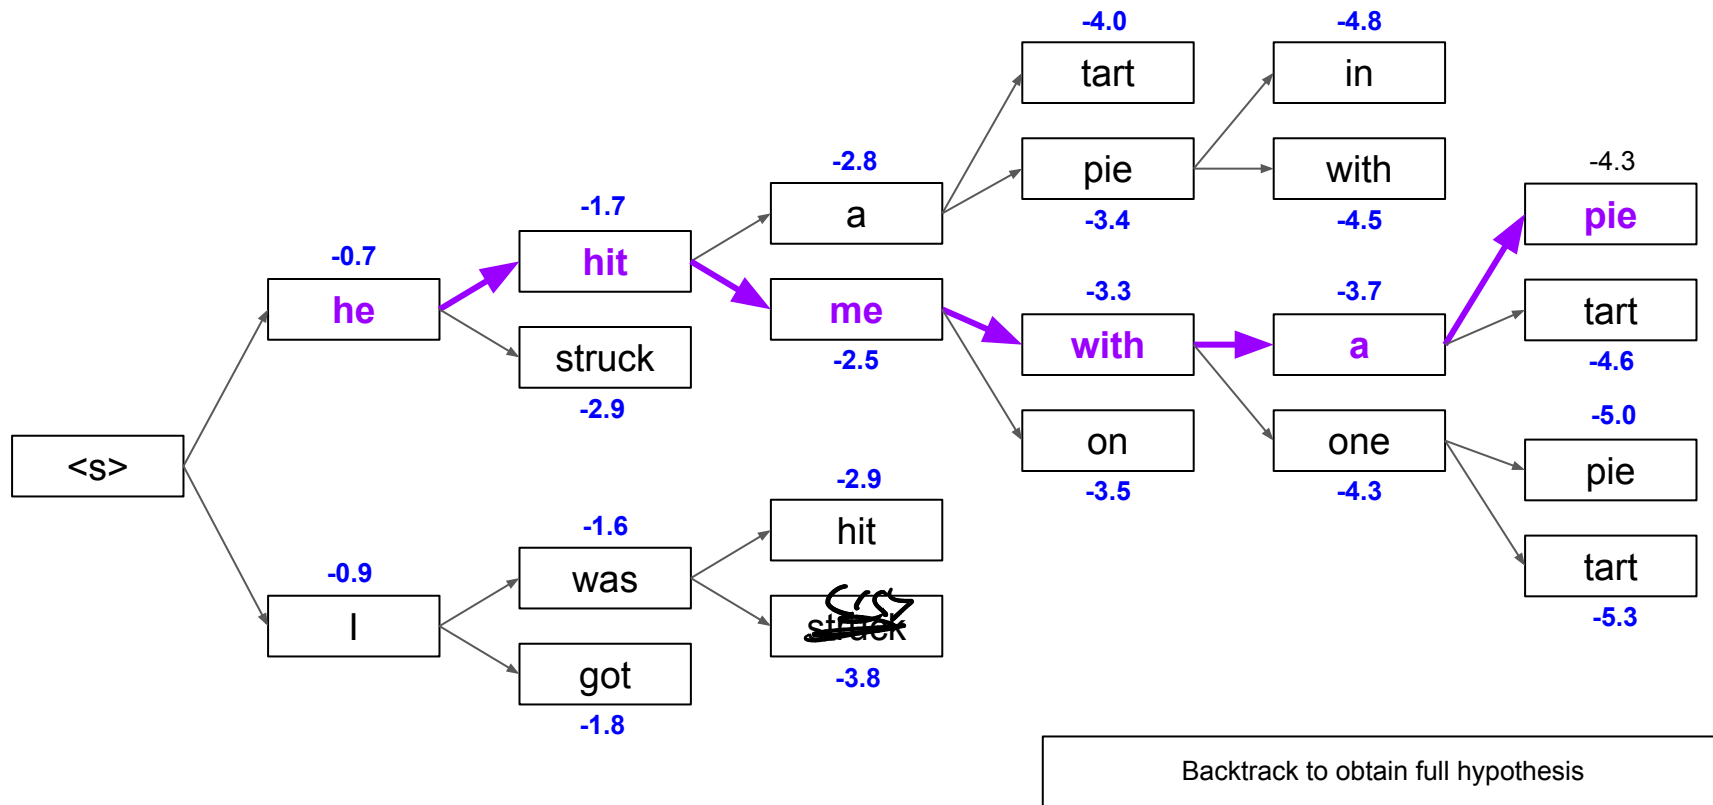 -4.0 -4.8
tart in
-2.8 pie with -4.3
-1.7 a -3.4 -4.5 pie
-0.7 hit -3.3 -3.7
he me with a tart
struck -2.5 -4.6
-2.9 on one -5.0
<s> -2.9 -3.5 -4.3 pie
-1.6 hit
-0.9 was tart
I struck -5.3
got -3.8
-1.8
Backtrack to obtain full hypothesis